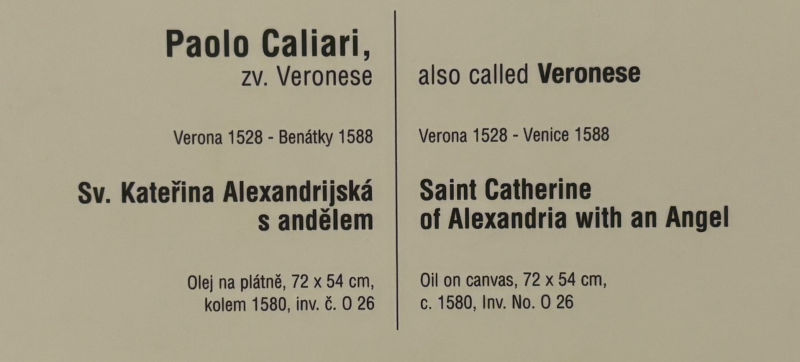 Paolo Caliari,
zv. Veronese
Verona 1528 - Benátky 1588
Sv. Kateřina Alexandrijská
s andělem
Olej na plátně, 72 x 54 cm,
kolem 1580, inv. č. O 26
also called Veronese
Verona 1528 - Venice 1588
Saint Catherine
of Alexandria with an Angel
Oil on canvas, 72 x 54 cm,
c. 1580, Inv. No. O 26